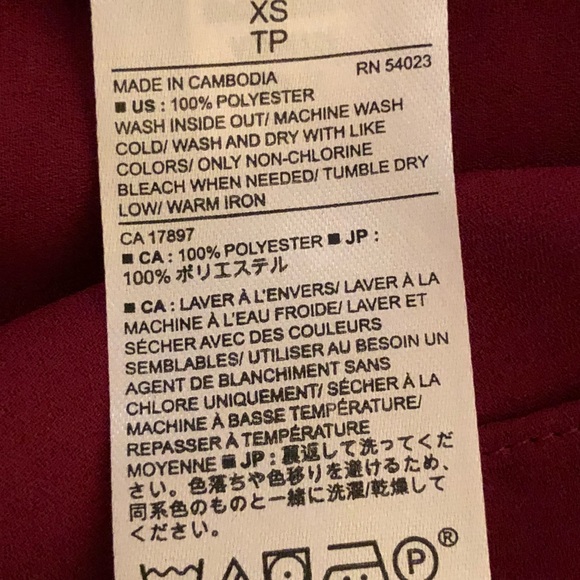 XS
TP
MADE IN CAMBODIA RN 54023
■ US : 100% POLYESTER
WASH INSIDE OUT/ MACHINE WASH
COLD/ WASH AND DRY WITH LIKE
COLORS/ ONLY NON-CHLORINE
BLEACH WHEN NEEDED/ TUMBLE DRY
LOW/ WARM IRON
CA 17897
■ CA : 100% POLYESTER ■ JP :
100% ポリエステル
■ CA : LAVER À L'ENVERS/ LAVER À LA
MACHINE À L'EAU FROIDE/ LAVER ET
SÉCHER AVEC DES COULEURS
SEMBLABLES/ UTILISER AU BESOIN UN
AGENT DE BLANCHIMENT SANS
CHLORE UNIQUEMENT/ SÉCHER À LA
MACHINE À BASSE TEMPÉRATURE/
REPASSER À TEMPÉRATURE
MOYENNE ■ JP : 裏返して洗ってくだ
さい。色落ちや色移りを避けるため、
同系色のものと一緒に洗濯/乾燥して
ください。
P ®